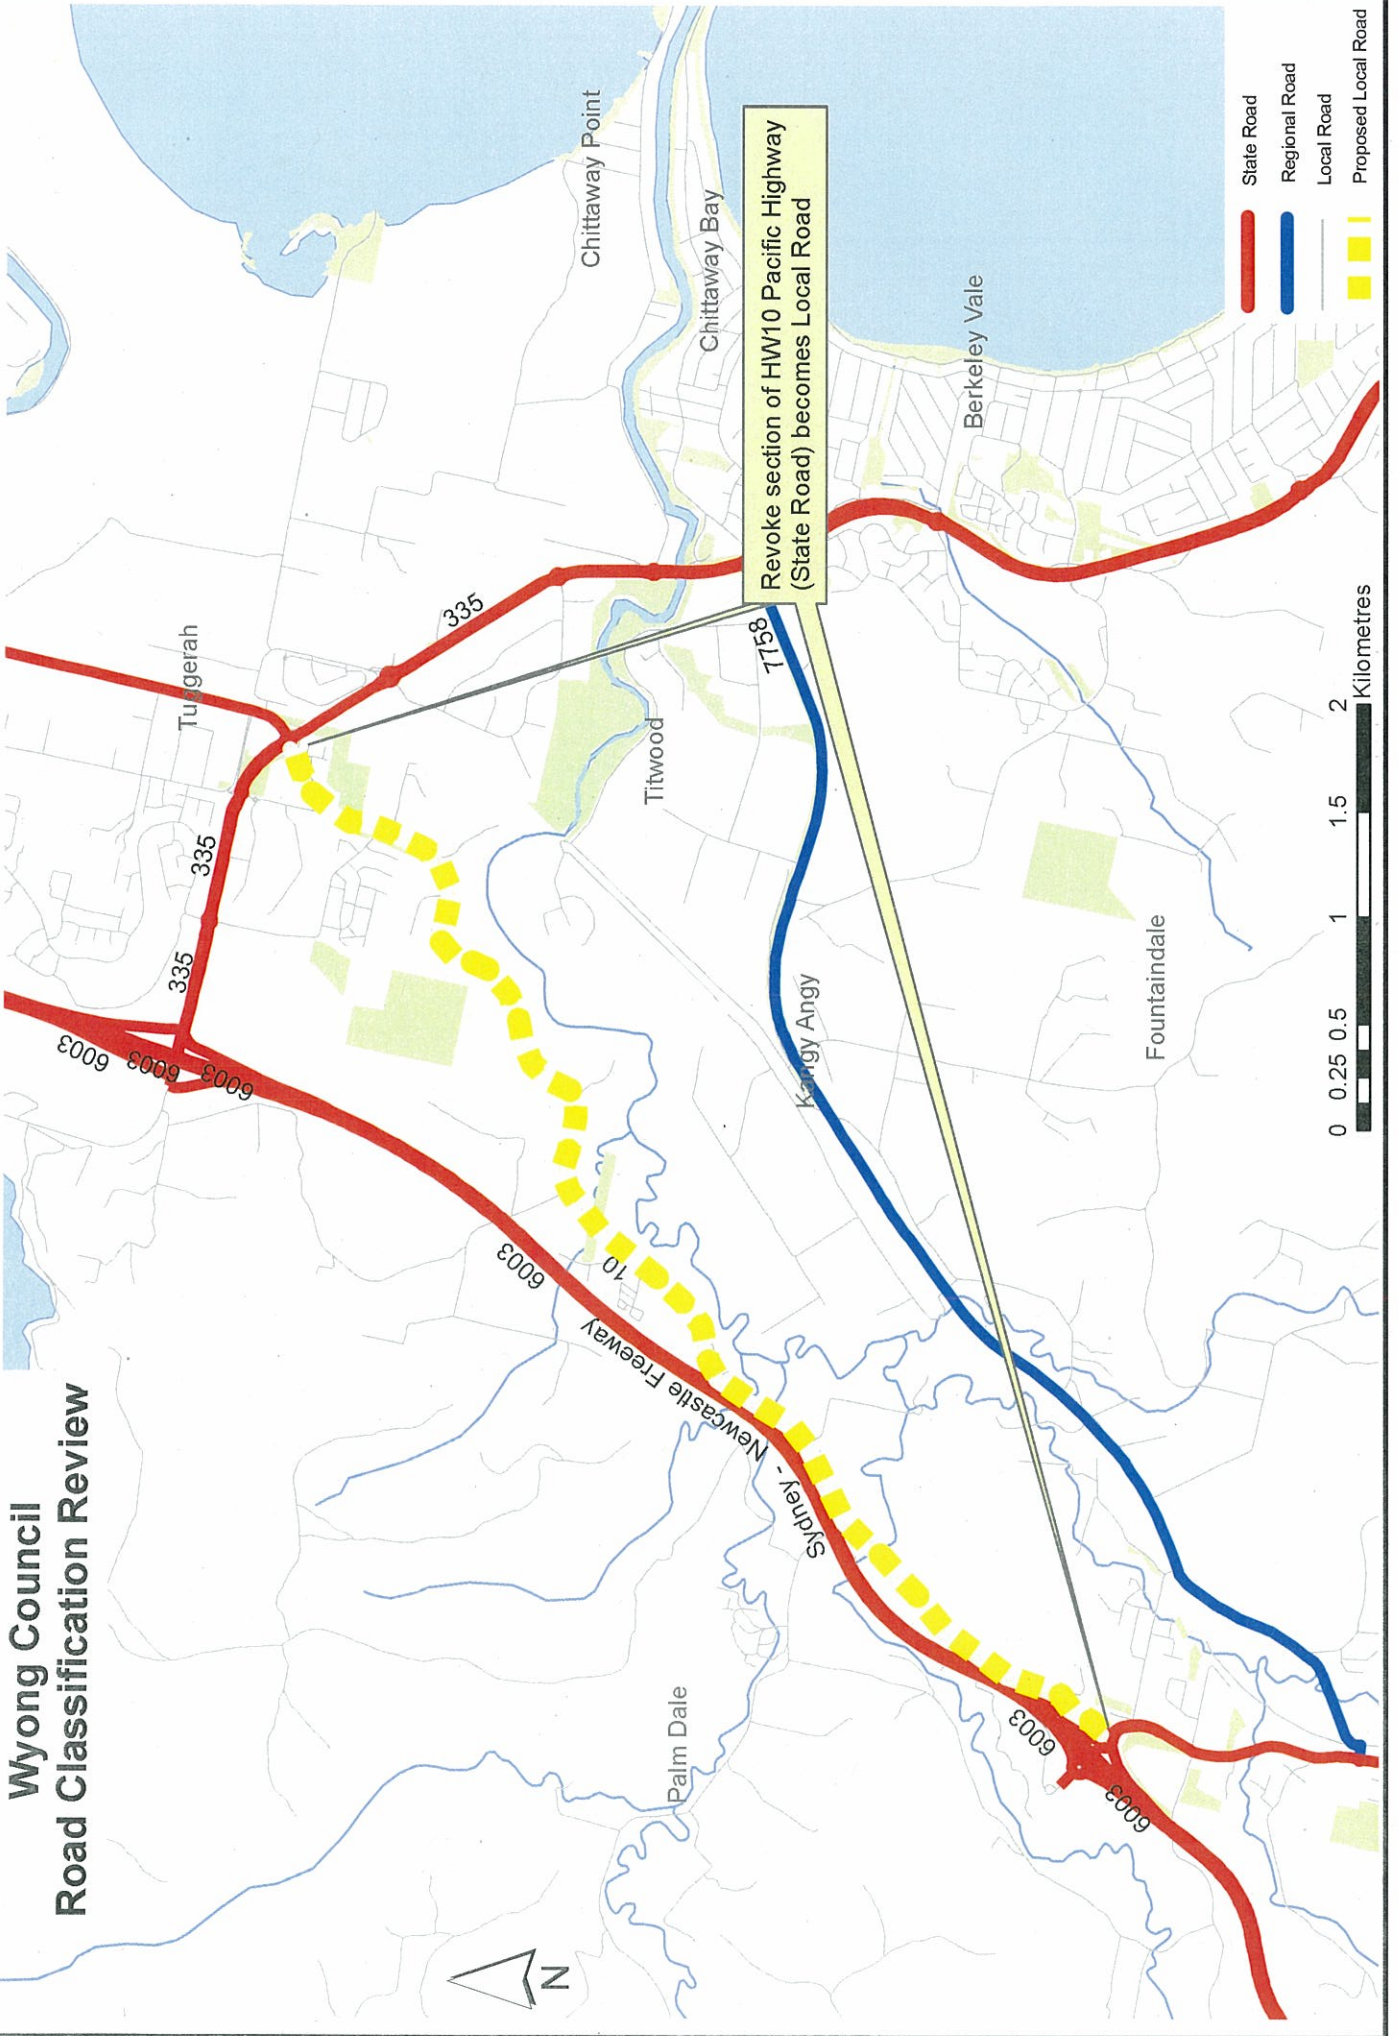 Wyong Council
Road Classification Review
Tuggerah
335
335
335
6003
6003
6003
6003
6003
6003
6003
Sydney - Newcastle Freeway
10
Chittaway Point
Chittaway Bay
Titwood
7758
Revoke section of HW10 Pacific Highway
(State Road) becomes Local Road
Berkeley Vale
Kangy Angy
Fountaindale
Palm Dale
N
0 0.25 0.5 1 1.5 2
Kilometres
State Road
Regional Road
Local Road
Proposed Local Road